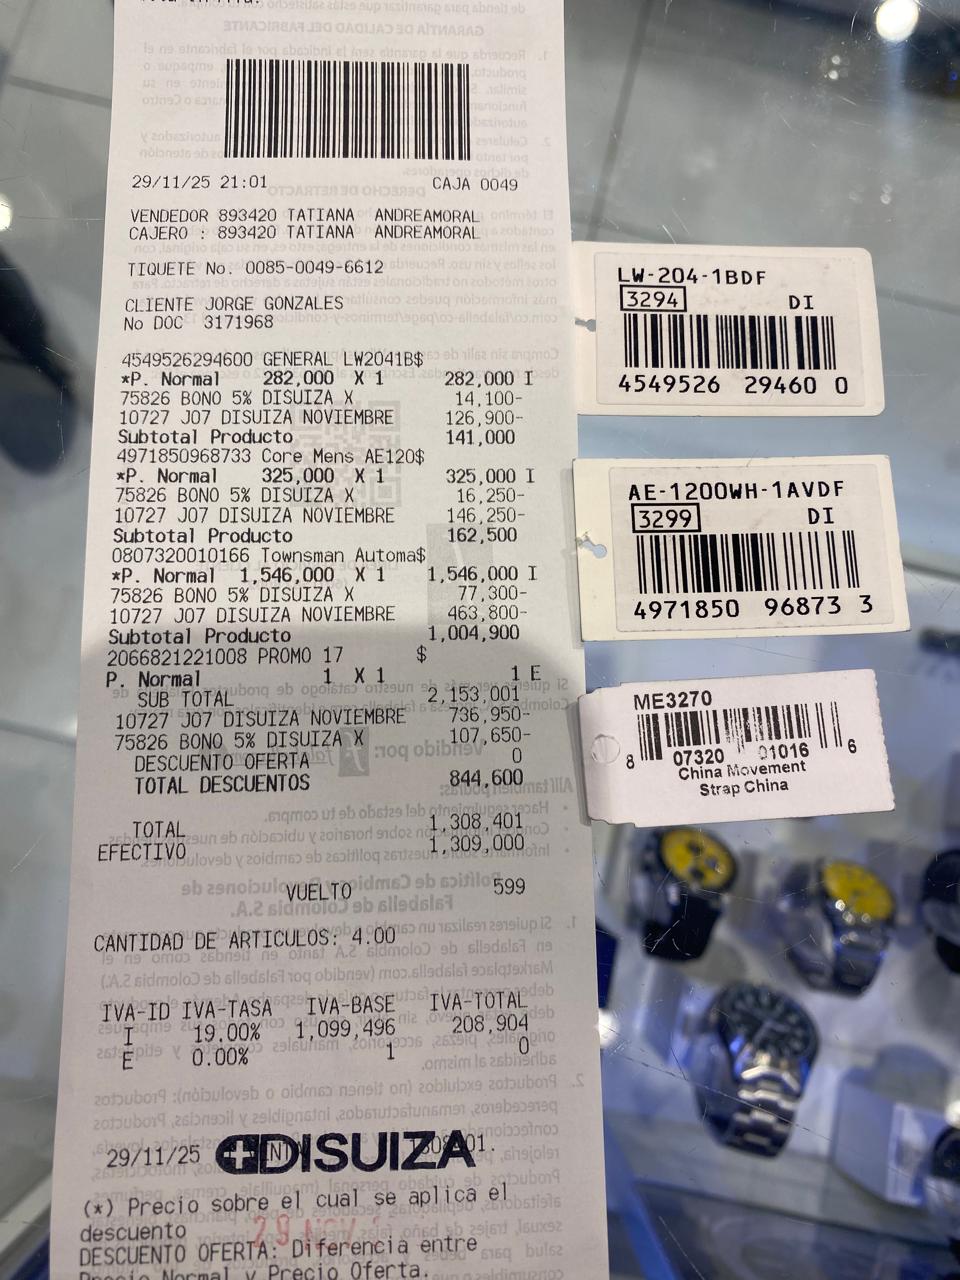 29/11/25 21:01 CAJA 0049
VENDEDOR 893420 TATIANA ANDREAMORAL
CAJERO : 893420 TATIANA ANDREAMORAL
TIQUETE No. 0085-0049-6612
CLIENTE JORGE GONZALES
No DOC 3171968
4549526294600 GENERAL LW2041B$
*P. Normal 282,000 X 1 282,000 I
75826 BONO 5% DISUIZA X 14,100-
10727 J07 DISUIZA NOVIEMBRE 126,900-
Subtotal Producto 141,000
4971850968733 Core Mens AE120$
*P. Normal 325,000 X 1 325,000 I
75826 BONO 5% DISUIZA X 16,250-
10727 J07 DISUIZA NOVIEMBRE 146,250-
Subtotal Producto 162,500
0807320010166 Townsman Automa$
*P. Normal 1,546,000 X 1 1,546,000 I
75826 BONO 5% DISUIZA X 77,300-
10727 J07 DISUIZA NOVIEMBRE 463,800-
Subtotal Producto 1,004,900
2066821221008 PROMO 17 $
P. Normal 1 X 1 1 E
SUB TOTAL 2,153,001
10727 J07 DISUIZA NOVIEMBRE 736,950-
75826 BONO 5% DISUIZA X 107,650-
DESCUENTO OFERTA 0
TOTAL DESCUENTOS 844,600
TOTAL 1,308,401
EFECTIVO 1,309,000
VUELTO 599
CANTIDAD DE ARTICULOS: 4.00
IVA-ID IVA-TASA IVA-BASE IVA-TOTAL
I 19.00% 1,099,496 208,904
E 0.00% 1 0
29/11/25 DISUIZA
(*) Precio sobre el cual se aplica el
descuento
DESCUENTO OFERTA: Diferencia entre
Precio Normal y Precio Oferta.
LW-204-1BDF
3294 DI
4549526 29460 0
AE-1200WH-1AVDF
3299 DI
4971850 96873 3
ME3270
8 07320 01016 6
China Movement
Strap China